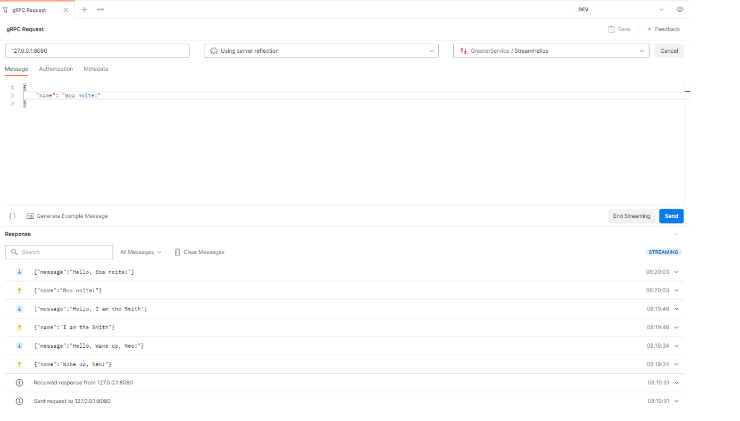 gRPC Request
DEV
gRPC Request
Save
Feedback
127.0.0.1:8080
Using server reflection
GreeterService / StreamHellos
Cancel
Message
Authorization
Metadata
1 {
2 "name": "Boa noite!"
3 }
{} Generate Example Message
End Streaming
Send
Response
Search
All Messages
Clear Messages
STREAMING
{"message":"Hello, Boa noite!"} 08:20:03
{"name":"Boa noite!"} 08:20:03
{"message":"Hello, I am the Smith"} 08:19:46
{"name":"I am the Smith"} 08:19:46
{"message":"Hello, Wake up, Neo!"} 08:19:34
{"name":"Wake up, Neo!"} 08:19:34
Received response from 127.0.0.1:8080 08:19:31
Sent request to 127.0.0.1:8080 08:19:31